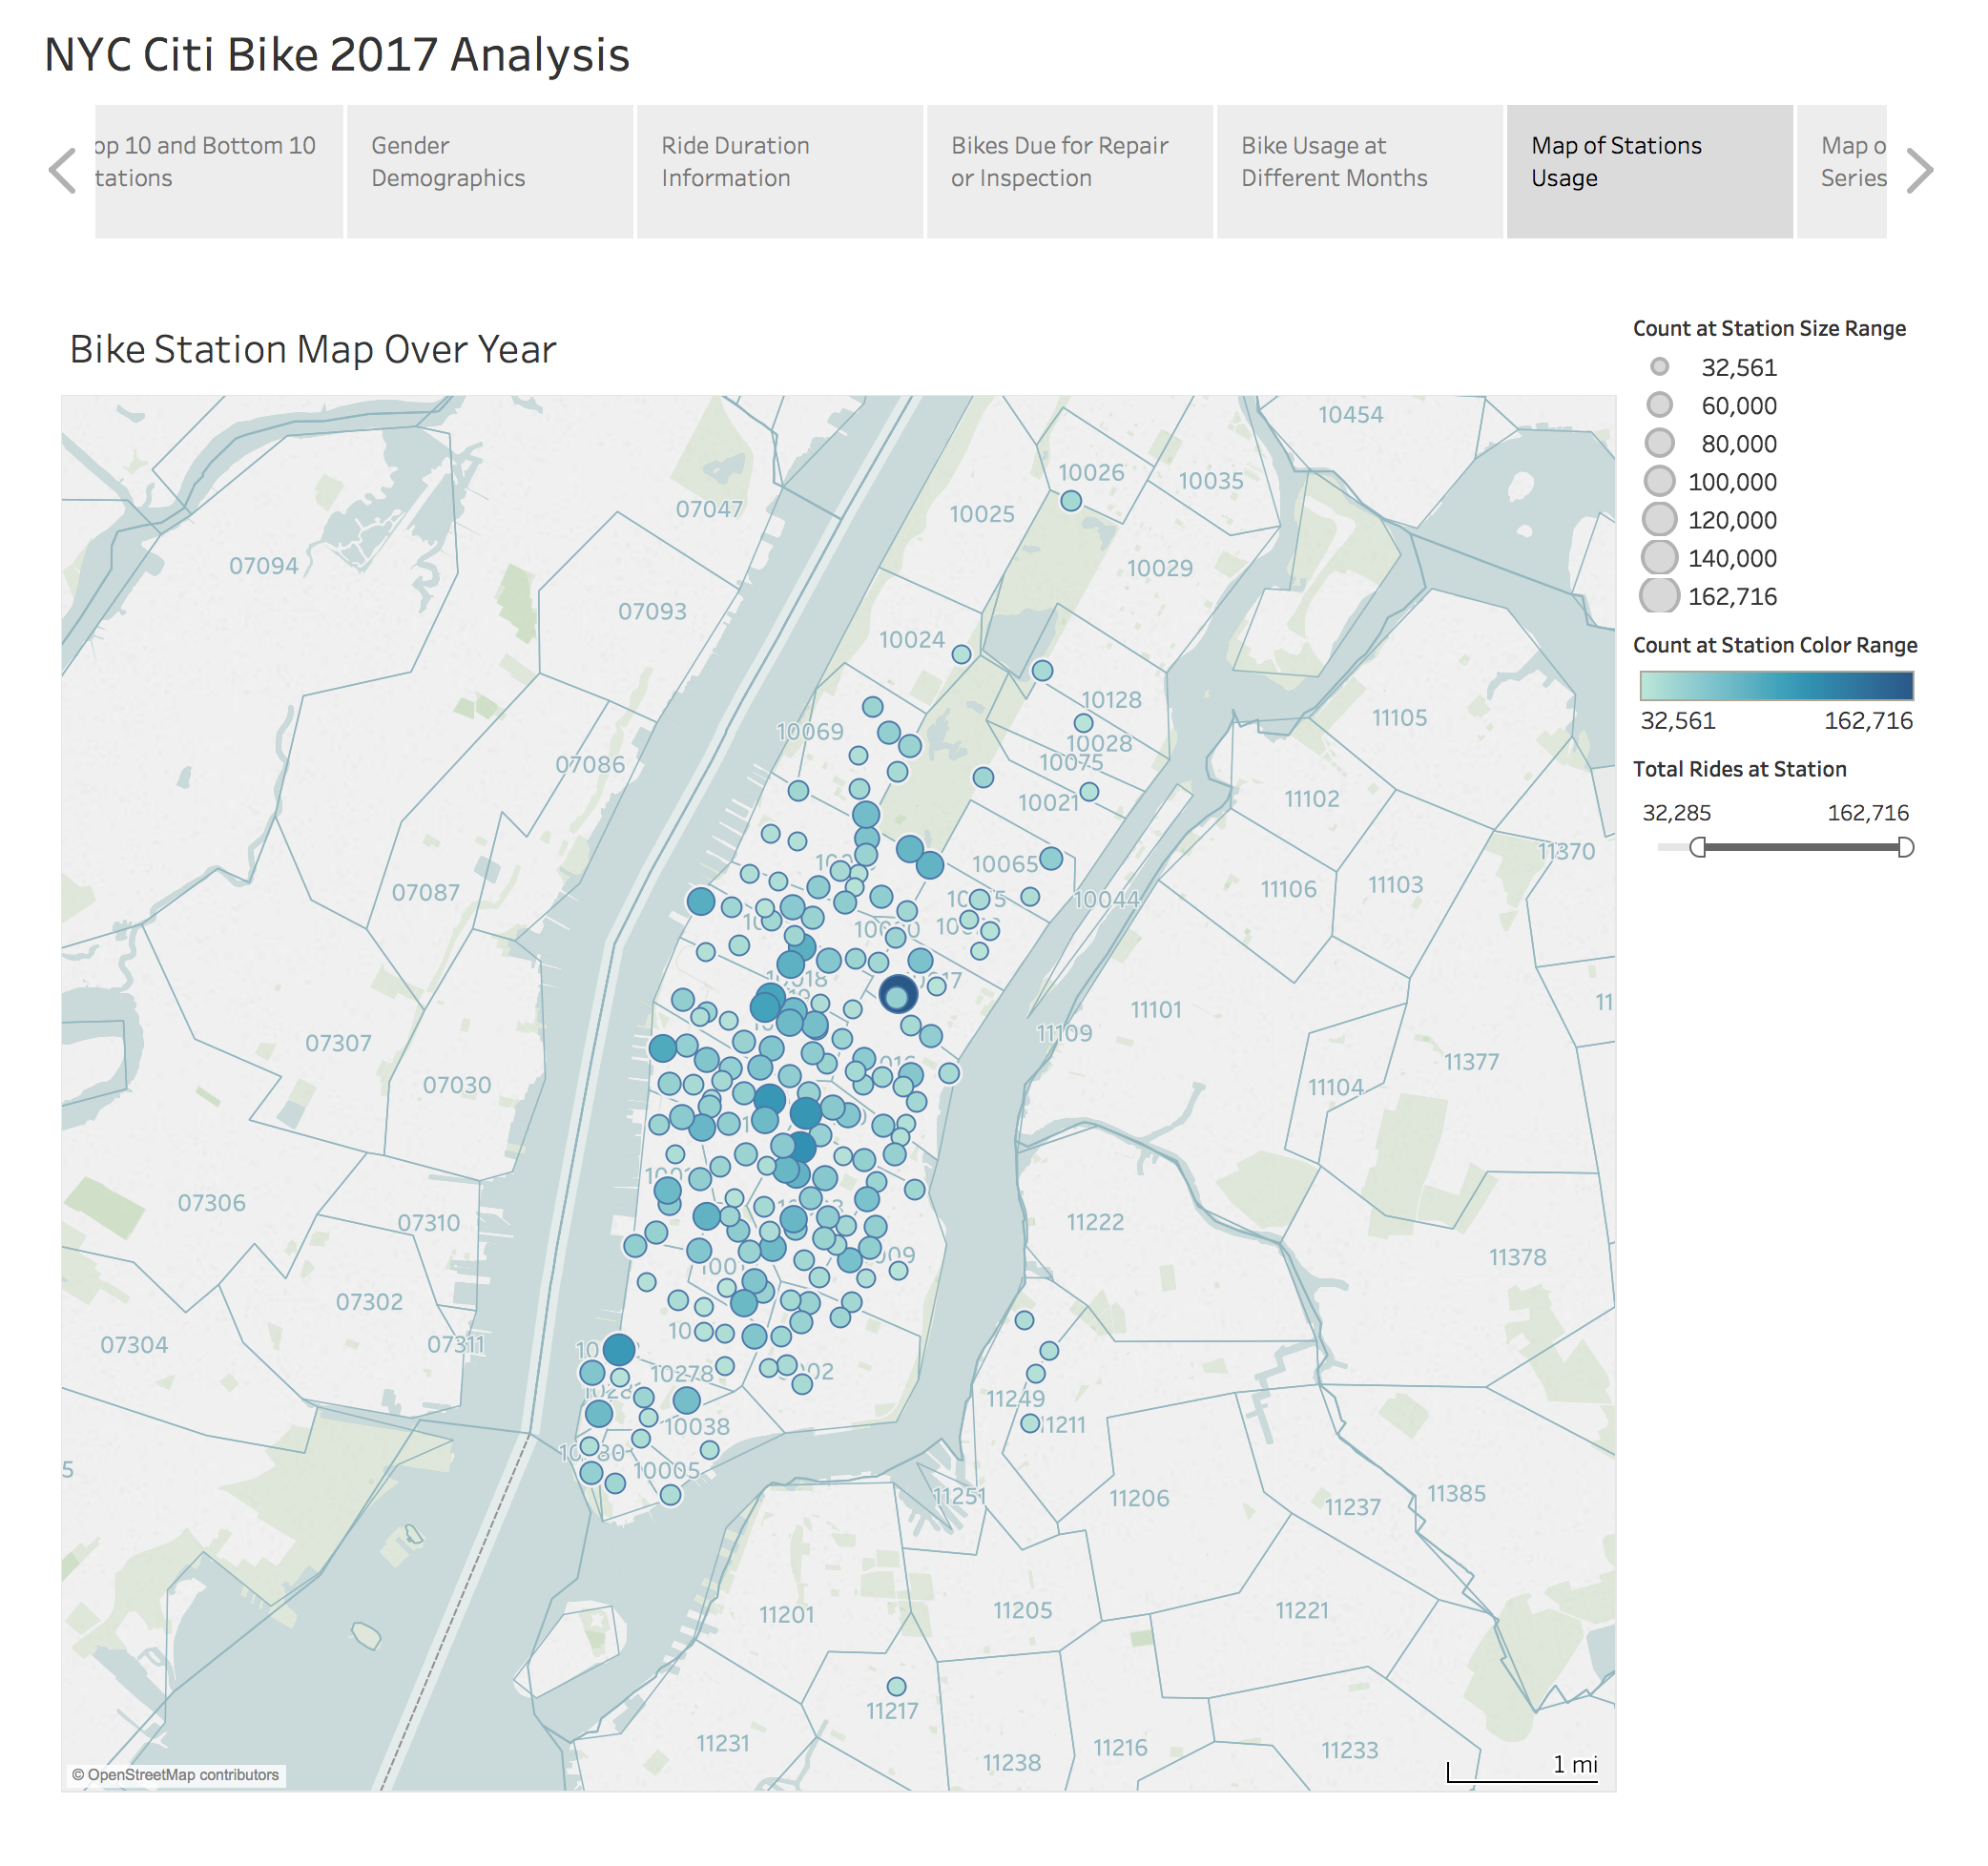 NYC Citi Bike 2017 Analysis
op 10 and Bottom 10
tations
Gender
Demographics
Ride Duration
Information
Bikes Due for Repair
or Inspection
Bike Usage at
Different Months
Map of Stations
Usage
Map o
Series
Bike Station Map Over Year
Count at Station Size Range
32,561
60,000
80,000
100,000
120,000
140,000
162,716
Count at Station Color Range
32,561 162,716
Total Rides at Station
32,285 162,716
10454
10026
10035
07047
10025
07094
10029
07093
10024
10128
11105
10069
10028
10075
07086
11102
10021
11370
10065
11103
11106
07087
10044
11101
11109
07307
11377
07030
11104
07306
11222
07310
11378
07302
07304
07311
10278
11249
11211
10038
10005
11251
11206
11237
11385
11201
11205
11221
11217
11231
11216
11233
11238
1 mi
© OpenStreetMap contributors